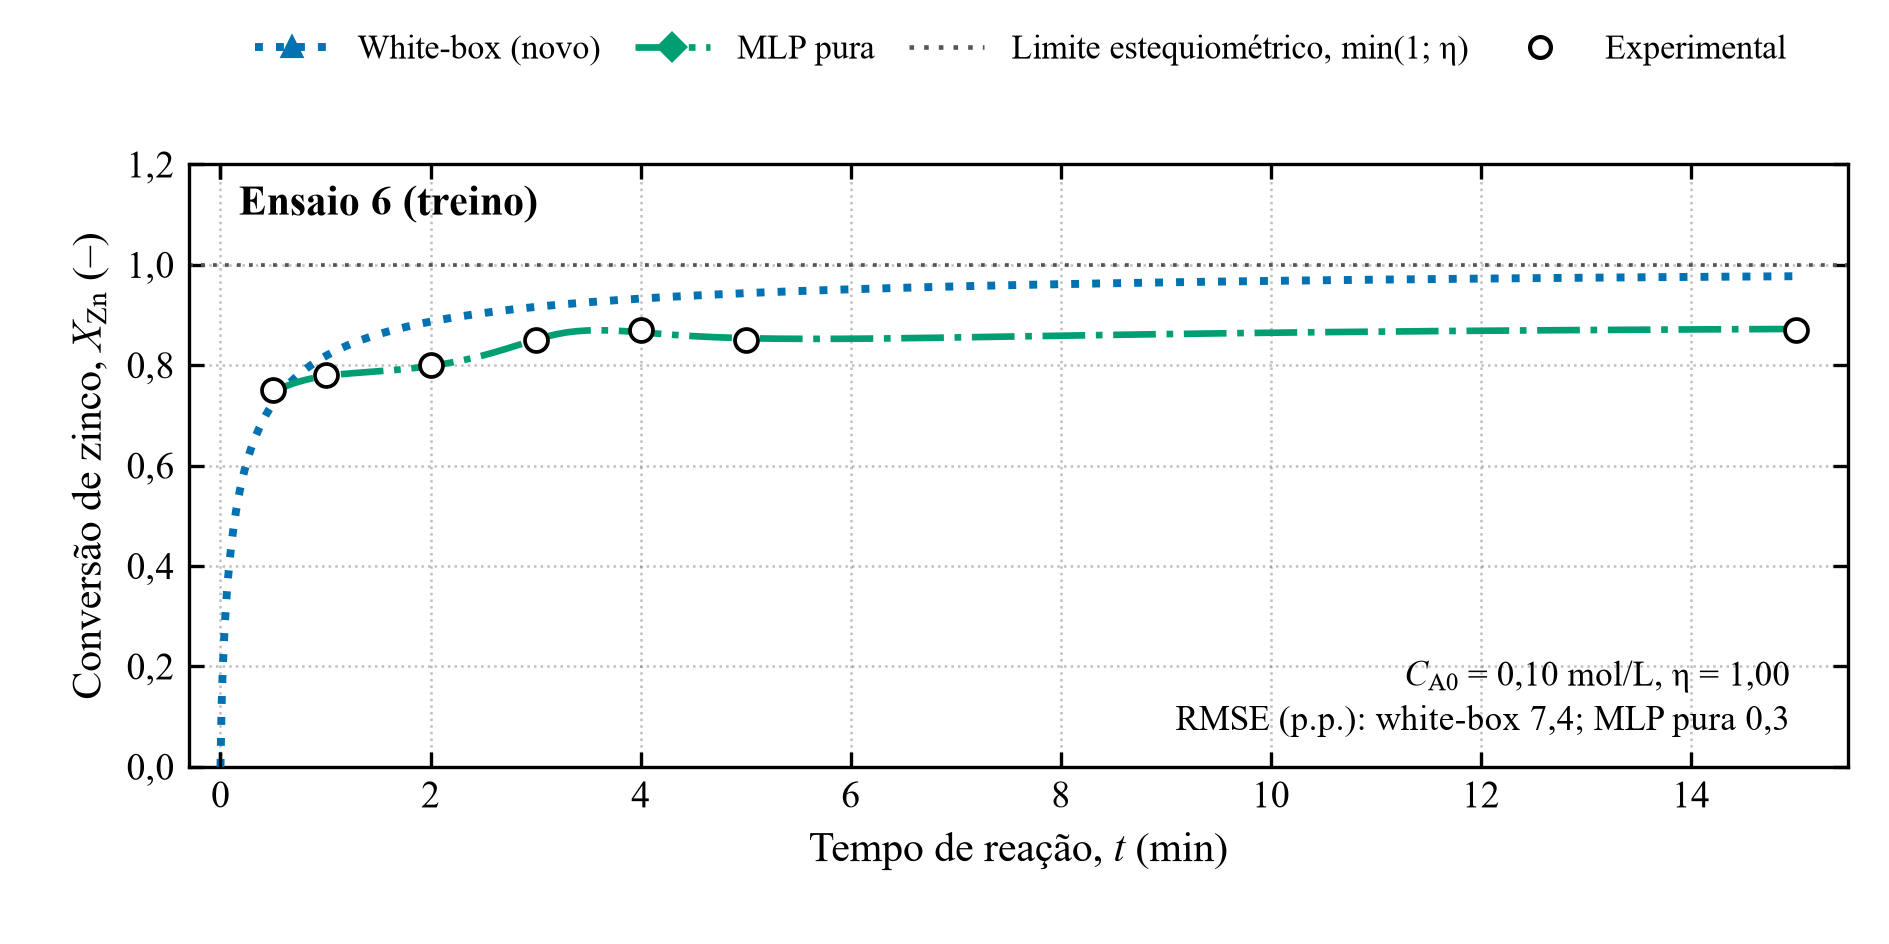 White-box (novo) MLP pura Limite estequiométrico, min(1; η) Experimental
Ensaio 6 (treino)
Conversão de zinco, XZn (−)
1,2
1,0
0,8
0,6
0,4
0,2
0,0
CA0 = 0,10 mol/L, η = 1,00
RMSE (p.p.): white-box 7,4; MLP pura 0,3
0 2 4 6 8 10 12 14
Tempo de reação, t (min)